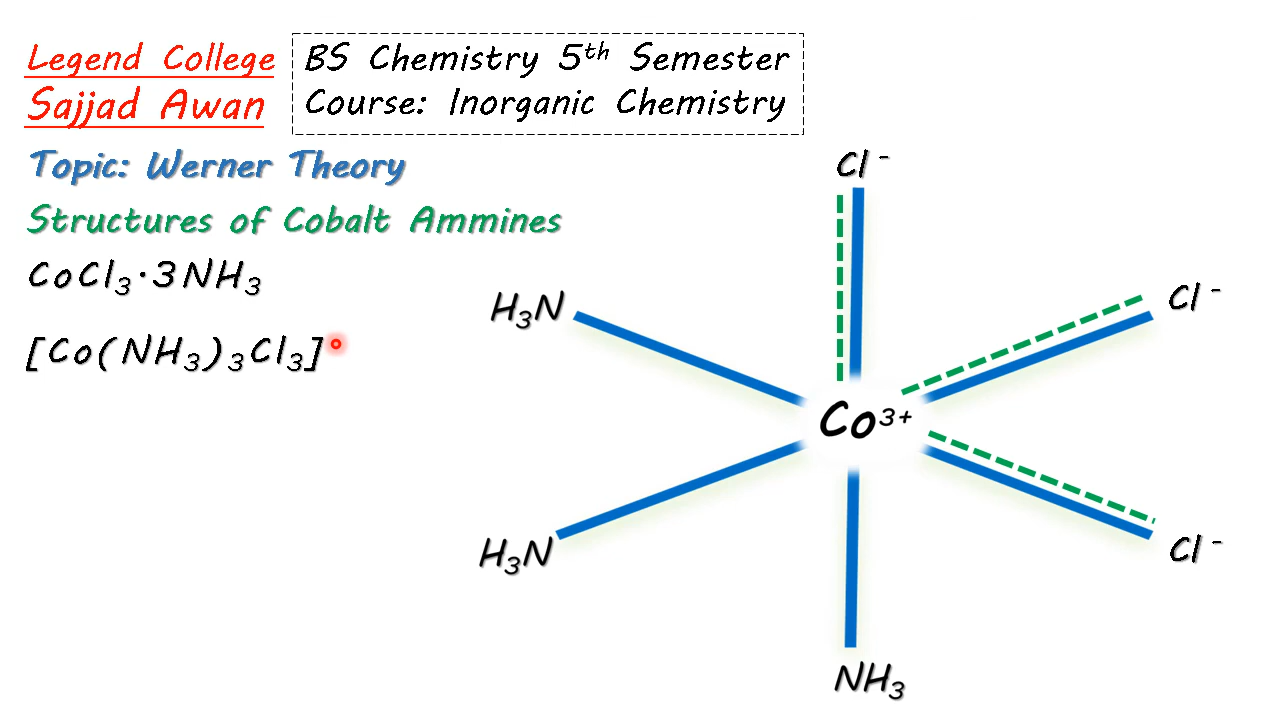 Legend College
Sajjad Awan
BS Chemistry 5th Semester
Course: Inorganic Chemistry
Topic: Werner Theory
Structures of Cobalt Ammines
CoCl₃·3NH₃
[Co(NH₃)₃Cl₃]°
Cl⁻
H₃N
Cl⁻
Co³⁺
H₃N
Cl⁻
NH₃